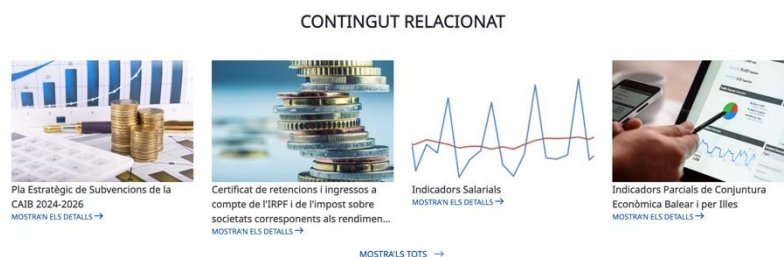 CONTINGUT RELACIONAT
Pla Estratègic de Subvencions de la
CAIB 2024-2026
MOSTRA'N ELS DETALLS →
Certificat de retencions i ingressos a
compte de l'IRPF i de l'impost sobre
societats corresponents als rendimen...
MOSTRA'N ELS DETALLS →
Indicadors Salarials
MOSTRA'N ELS DETALLS →
Indicadors Parcials de Conjuntura
Econòmica Balear i per Illes
MOSTRA'N ELS DETALLS →
MOSTRA'LS TOTS →